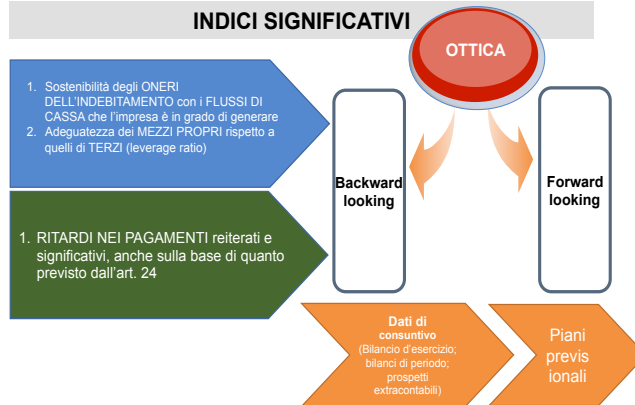 INDICI SIGNIFICATIVI
OTTICA
1. Sostenibilità degli ONERI
DELL'INDEBITAMENTO con i FLUSSI DI
CASSA che l'impresa è in grado di generare
2. Adeguatezza dei MEZZI PROPRI rispetto a
quelli di TERZI (leverage ratio)
Backward
looking
Forward
looking
1. RITARDI NEI PAGAMENTI reiterati e
significativi, anche sulla base di quanto
previsto dall'art. 24
Dati di
consuntivo
(Bilancio d'esercizio;
bilanci di periodo;
prospetti
extracontabili)
Piani
previs
ionali